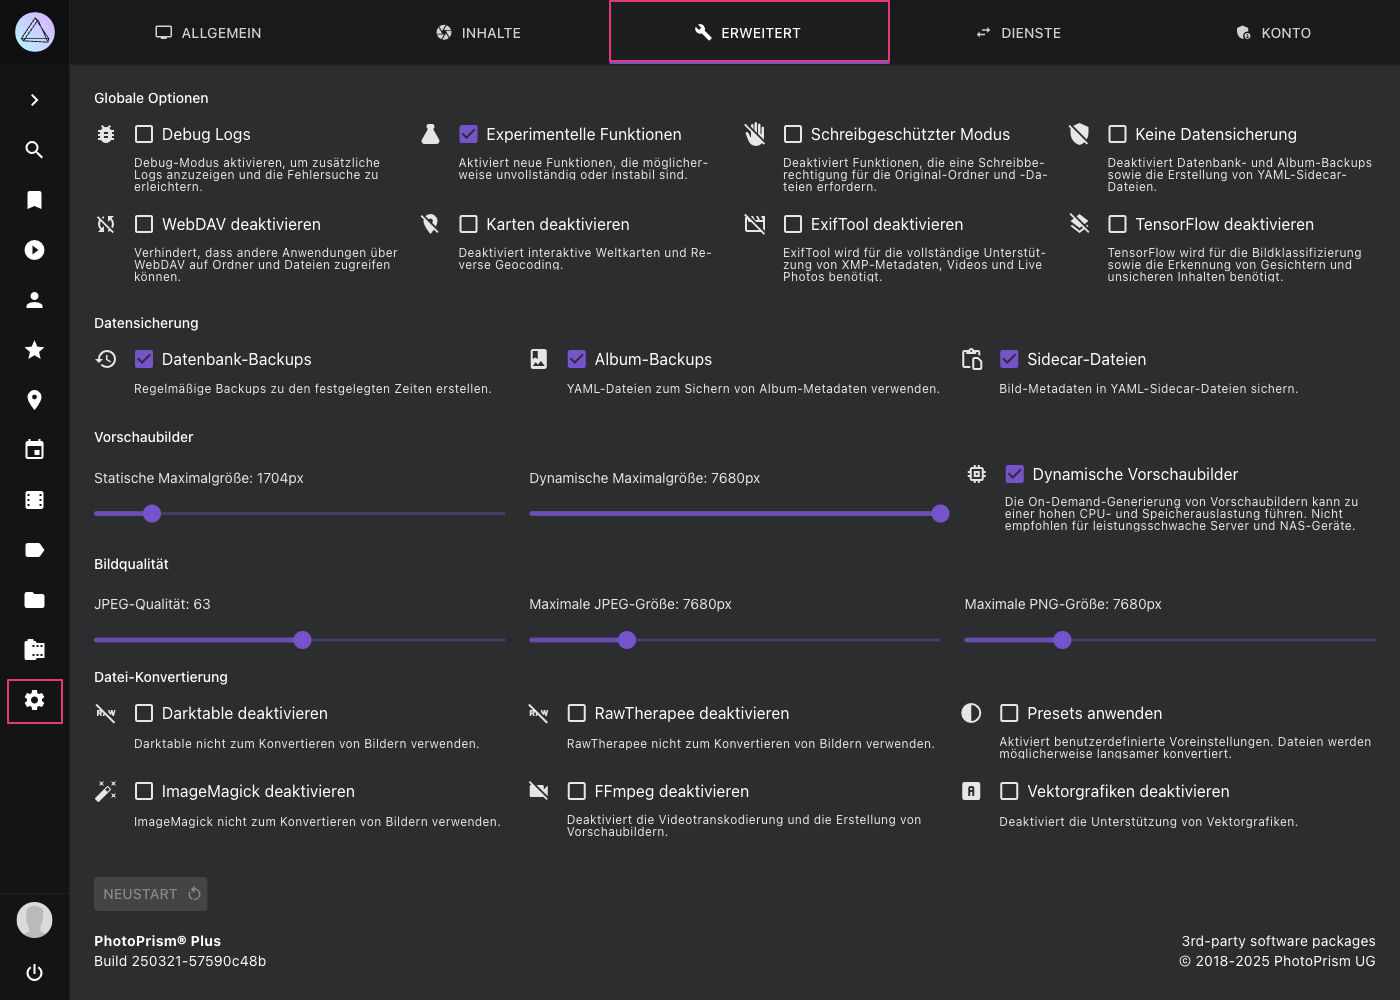 ALLGEMEIN
INHALTE
ERWEITERT
DIENSTE
KONTO
Globale Optionen
Debug Logs
Debug-Modus aktivieren, um zusätzliche
Logs anzuzeigen und die Fehlersuche zu
erleichtern.
Experimentelle Funktionen
Aktiviert neue Funktionen, die möglicher-
weise unvollständig oder instabil sind.
Schreibgeschützter Modus
Deaktiviert Funktionen, die eine Schreibbe-
rechtigung für die Original-Ordner und -Da-
teien erfordern.
Keine Datensicherung
Deaktiviert Datenbank- und Album-Backups
sowie die Erstellung von YAML-Sidecar-
Dateien.
WebDAV deaktivieren
Verhindert, dass andere Anwendungen über
WebDAV auf Ordner und Dateien zugreifen
können.
Karten deaktivieren
Deaktiviert interaktive Weltkarten und Re-
verse Geocoding.
ExifTool deaktivieren
ExifTool wird für die vollständige Unterstüt-
zung von XMP-Metadaten, Videos und Live
Photos benötigt.
TensorFlow deaktivieren
TensorFlow wird für die Bildklassifizierung
sowie die Erkennung von Gesichtern und
unsicheren Inhalten benötigt.
Datensicherung
Datenbank-Backups
Regelmäßige Backups zu den festgelegten Zeiten erstellen.
Album-Backups
YAML-Dateien zum Sichern von Album-Metadaten verwenden.
Sidecar-Dateien
Bild-Metadaten in YAML-Sidecar-Dateien sichern.
Vorschaubilder
Statische Maximalgröße: 1704px
Dynamische Maximalgröße: 7680px
Dynamische Vorschaubilder
Die On-Demand-Generierung von Vorschaubildern kann zu
einer hohen CPU- und Speicherauslastung führen. Nicht
empfohlen für leistungsschwache Server und NAS-Geräte.
Bildqualität
JPEG-Qualität: 63
Maximale JPEG-Größe: 7680px
Maximale PNG-Größe: 7680px
Datei-Konvertierung
Darktable deaktivieren
Darktable nicht zum Konvertieren von Bildern verwenden.
RawTherapee deaktivieren
RawTherapee nicht zum Konvertieren von Bildern verwenden.
Presets anwenden
Aktiviert benutzerdefinierte Voreinstellungen. Dateien werden
möglicherweise langsamer konvertiert.
ImageMagick deaktivieren
ImageMagick nicht zum Konvertieren von Bildern verwenden.
FFmpeg deaktivieren
Deaktiviert die Videotranskodierung und die Erstellung von
Vorschaubildern.
A
Vektorgrafiken deaktivieren
Deaktiviert die Unterstützung von Vektorgrafiken.
NEUSTART
PhotoPrism® Plus
Build 250321-57590c48b
3rd-party software packages
© 2018-2025 PhotoPrism UG